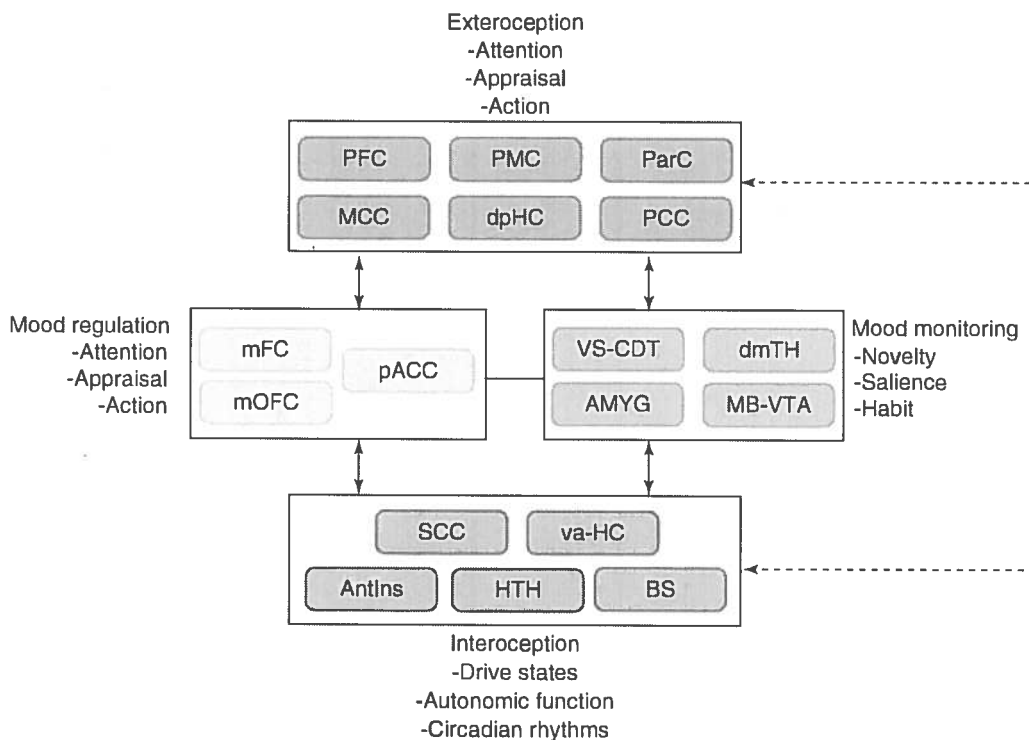 Exteroception
-Attention
-Appraisal
-Action
PFC PMC ParC
MCC dpHC PCC
Mood regulation
-Attention
-Appraisal
-Action
mFC
pACC
mOFC
VS-CDT dmTH
AMYG MB-VTA
Mood monitoring
-Novelty
-Salience
-Habit
SCC va-HC
AntIns HTH BS
Interoception
-Drive states
-Autonomic function
-Circadian rhythms